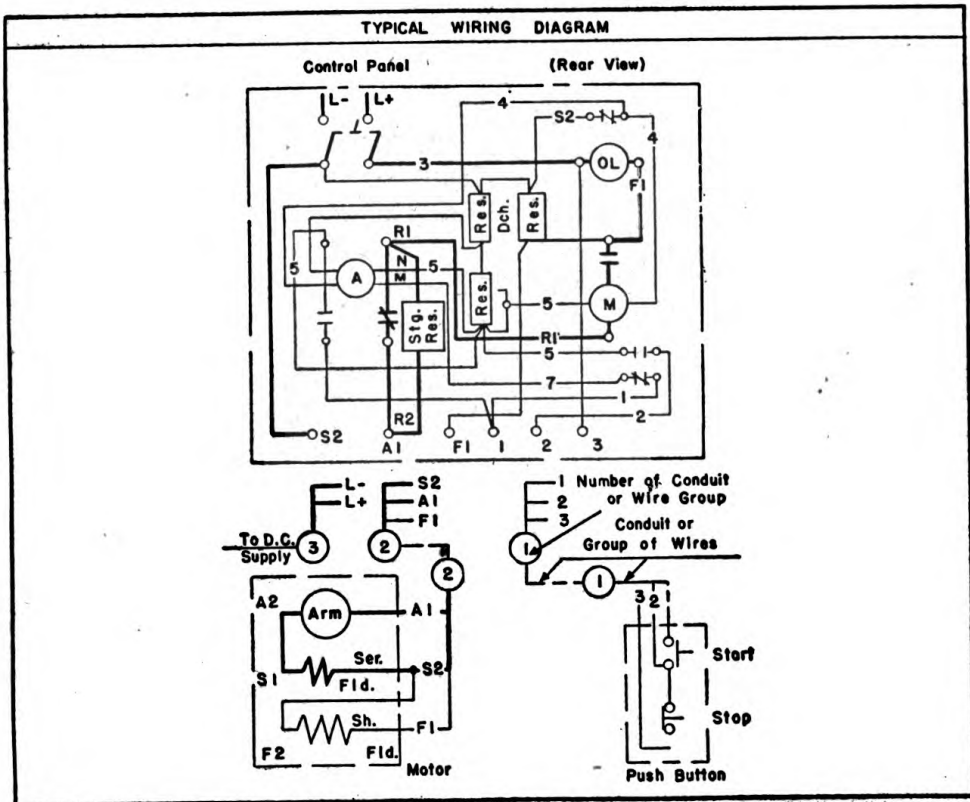 TYPICAL WIRING DIAGRAM
Control Panel (Rear View)
L- L+
4
S2
4
3
OL
F1
Res.
Dch.
Res.
R1
5
A
N
M
5
Stg. Res.
Res.
5
M
R1
5
7
1
2
R2
S2
A1
F1
1
2
3
L-
L+
S2
A1
F1
1
2
3
Number of Conduit
or Wire Group
Conduit or
Group of Wires
To D.C.
Supply
3
2
2
1
1
3
2
A2
Arm
A1
S1
Ser.
Fld.
S2
Sh.
Fld.
F1
F2
Motor
Start
Stop
Push Button